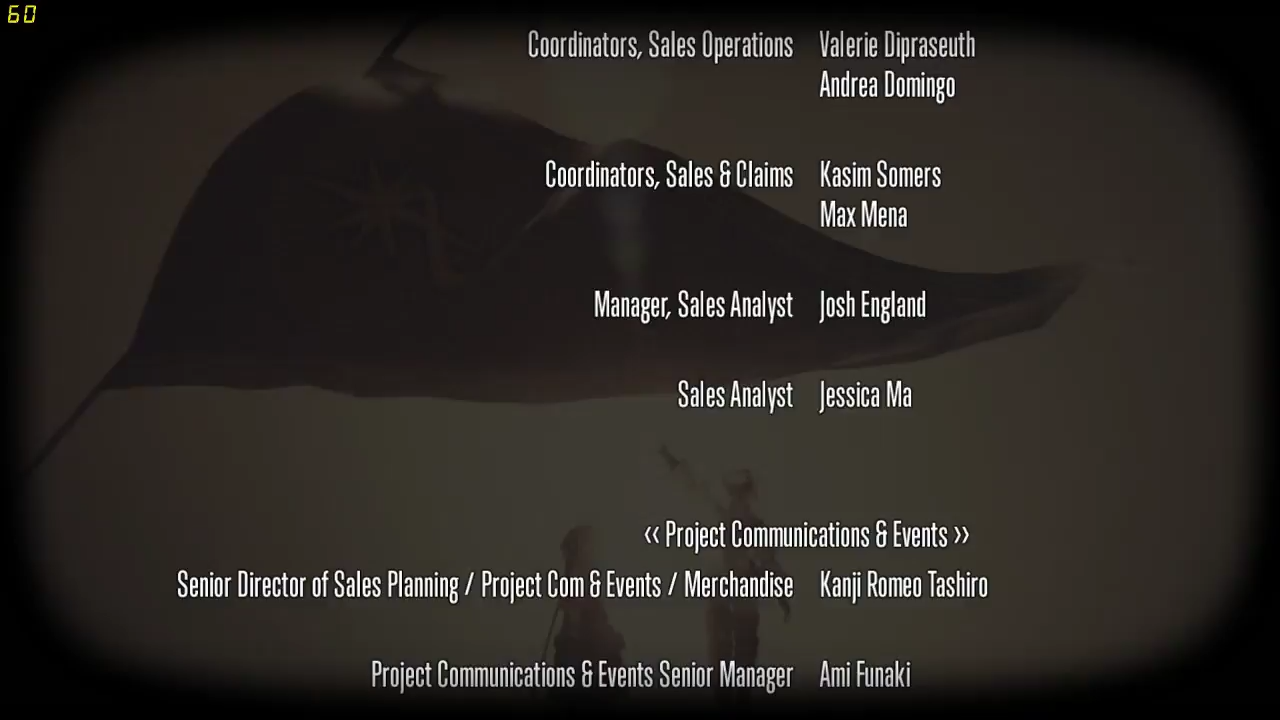 60
Coordinators, Sales Operations Valerie Dipraseuth
Andrea Domingo
Coordinators, Sales & Claims Kasim Somers
Max Mena
Manager, Sales Analyst Josh England
Sales Analyst Jessica Ma
<< Project Communications & Events >>
Senior Director of Sales Planning / Project Com & Events / Merchandise Kanji Romeo Tashiro
Project Communications & Events Senior Manager Ami Funaki